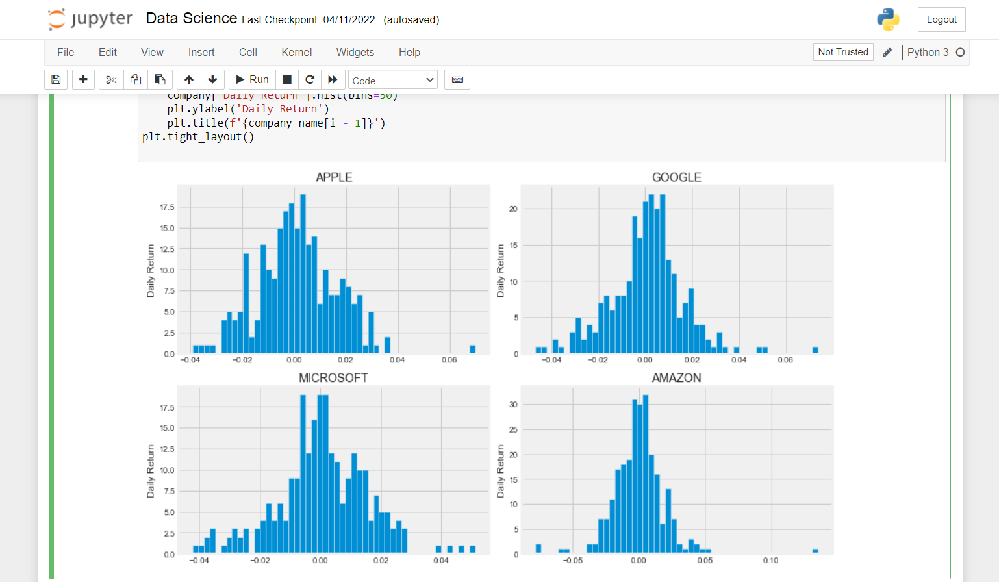 jupyter Data Science Last Checkpoint: 04/11/2022 (autosaved)
Logout
File Edit View Insert Cell Kernel Widgets Help
Not Trusted Python 3
Run Code
company['Daily Return'].hist(bins=50)
plt.ylabel('Daily Return')
plt.title(f'{company_name[i - 1]}')
plt.tight_layout()
APPLE
Daily Return
17.5
15.0
12.5
10.0
7.5
5.0
2.5
0.0
−0.04 −0.02 0.00 0.02 0.04 0.06
GOOGLE
Daily Return
20
15
10
5
0
−0.04 −0.02 0.00 0.02 0.04 0.06
MICROSOFT
Daily Return
17.5
15.0
12.5
10.0
7.5
5.0
2.5
0.0
−0.04 −0.02 0.00 0.02 0.04
AMAZON
Daily Return
30
25
20
15
10
5
0
−0.05 0.00 0.05 0.10